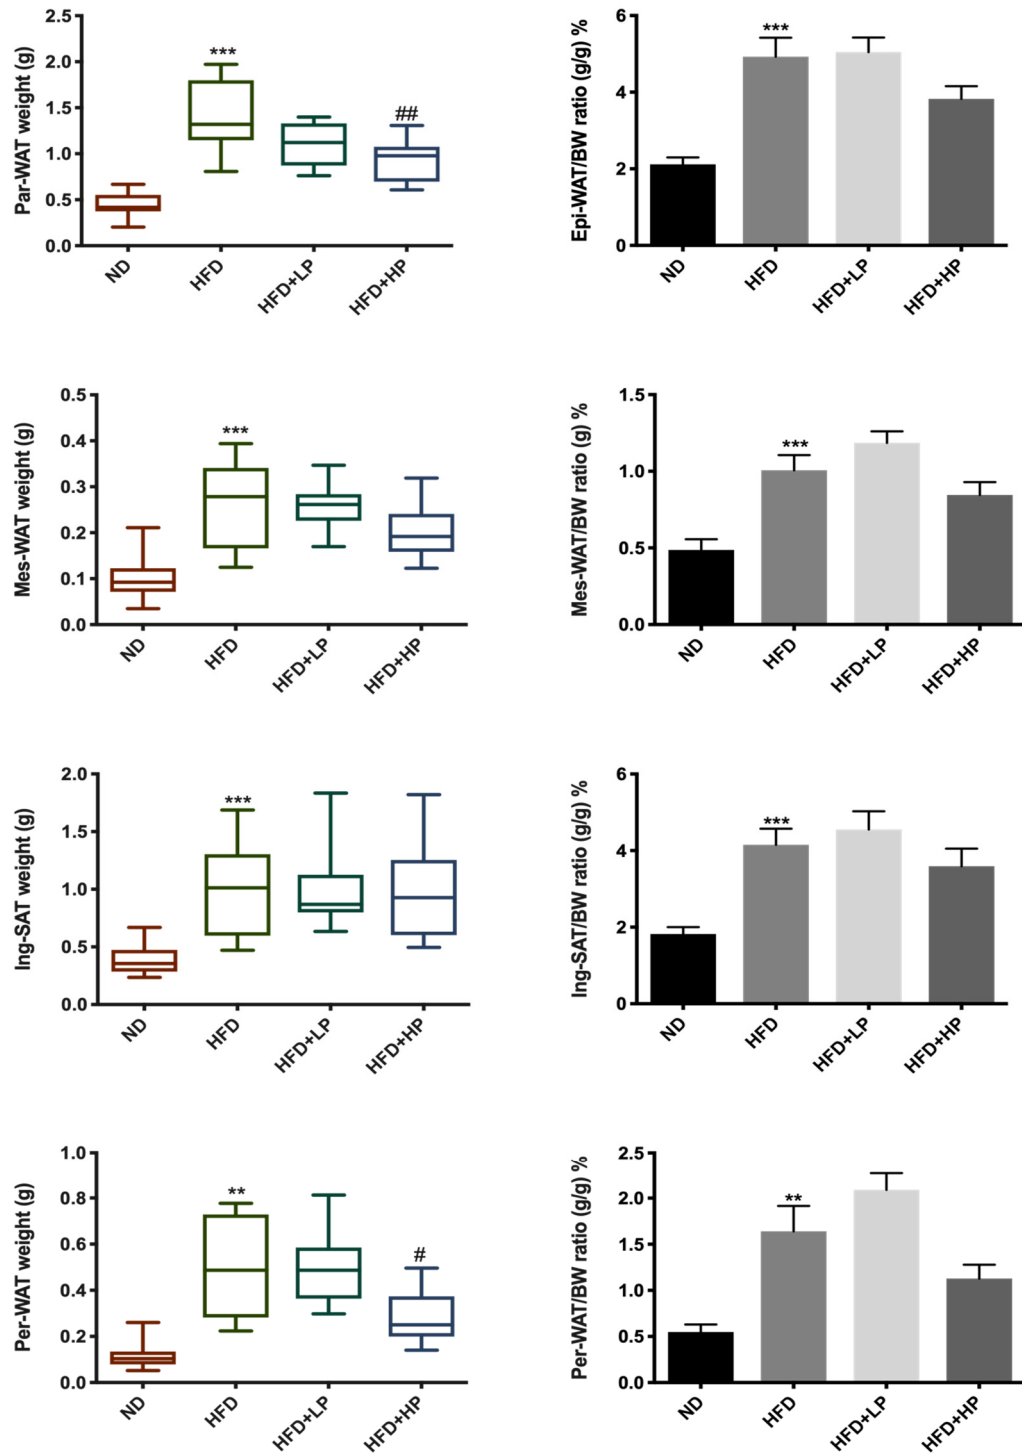 Par-WAT weight (g)
2.5
2.0
1.5
1.0
0.5
0.0
***
##
ND
HFD
HFD+LP
HFD+HP
Epi-WAT/BW ratio (g/g) %
6
4
2
0
***
ND
HFD
HFD+LP
HFD+HP
Mes-WAT weight (g)
0.5
0.4
0.3
0.2
0.1
0.0
***
ND
HFD
HFD+LP
HFD+HP
Mes-WAT/BW ratio (g) %
1.5
1.0
0.5
0.0
***
ND
HFD
HFD+LP
HFD+HP
Ing-SAT weight (g)
2.0
1.5
1.0
0.5
0.0
***
ND
HFD
HFD+LP
HFD+HP
Ing-SAT/BW ratio (g/g) %
6
4
2
0
***
ND
HFD
HFD+LP
HFD+HP
Per-WAT weight (g)
1.0
0.8
0.6
0.4
0.2
0.0
**
#
ND
HFD
HFD+LP
HFD+HP
Per-WAT/BW ratio (g/g) %
2.5
2.0
1.5
1.0
0.5
0.0
**
ND
HFD
HFD+LP
HFD+HP